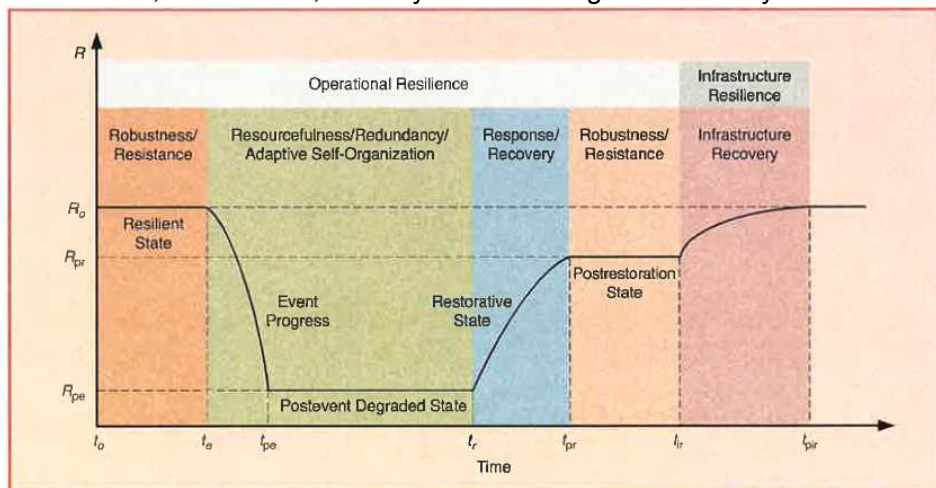 R
Operational Resilience
Infrastructure
Resilience
Robustness/
Resistance
Resourcefulness/Redundancy/
Adaptive Self-Organization
Response/
Recovery
Robustness/
Resistance
Infrastructure
Recovery
Ro
Resilient
State
Rpr
Event
Progress
Restorative
State
Postrestoration
State
Rpe
Postevent Degraded State
to te tpe tr tpr tir tpir
Time